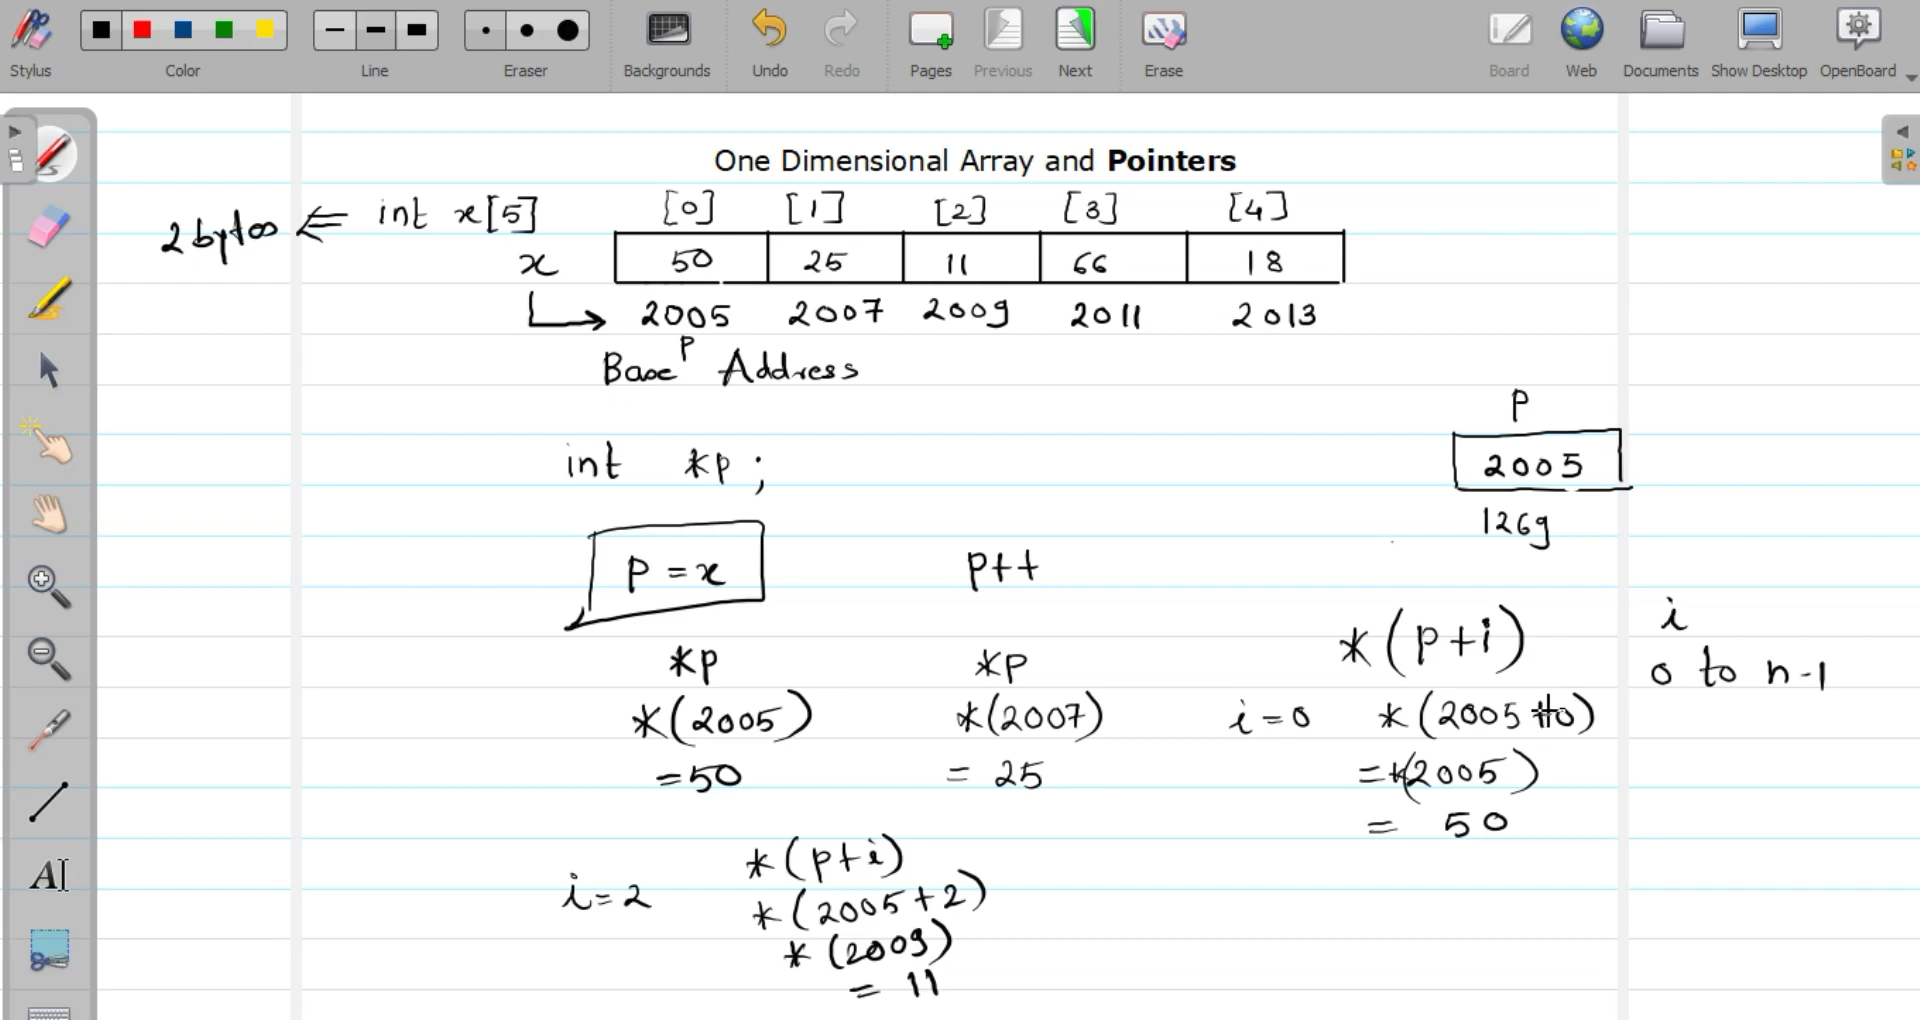 Stylus Color Line Eraser Backgrounds Undo Redo Pages Previous Next Erase Board Web Documents Show Desktop OpenBoard
One Dimensional Array and Pointers
2 bytes ⇐ int x[5] [0] [1] [2] [3] [4]
x 50 25 11 66 18
2005 2007 2009 2011 2013
P
Base Address
P
int *p ; 2005
1269
P = x P++
*(p+i) i
*p *p 0 to n-1
*(2005) *(2007) i=0 *(2005+0)
=50 = 25 =*(2005)
= 50
*(p+i)
i=2 *(2005+2)
*(2009)
= 11
AI